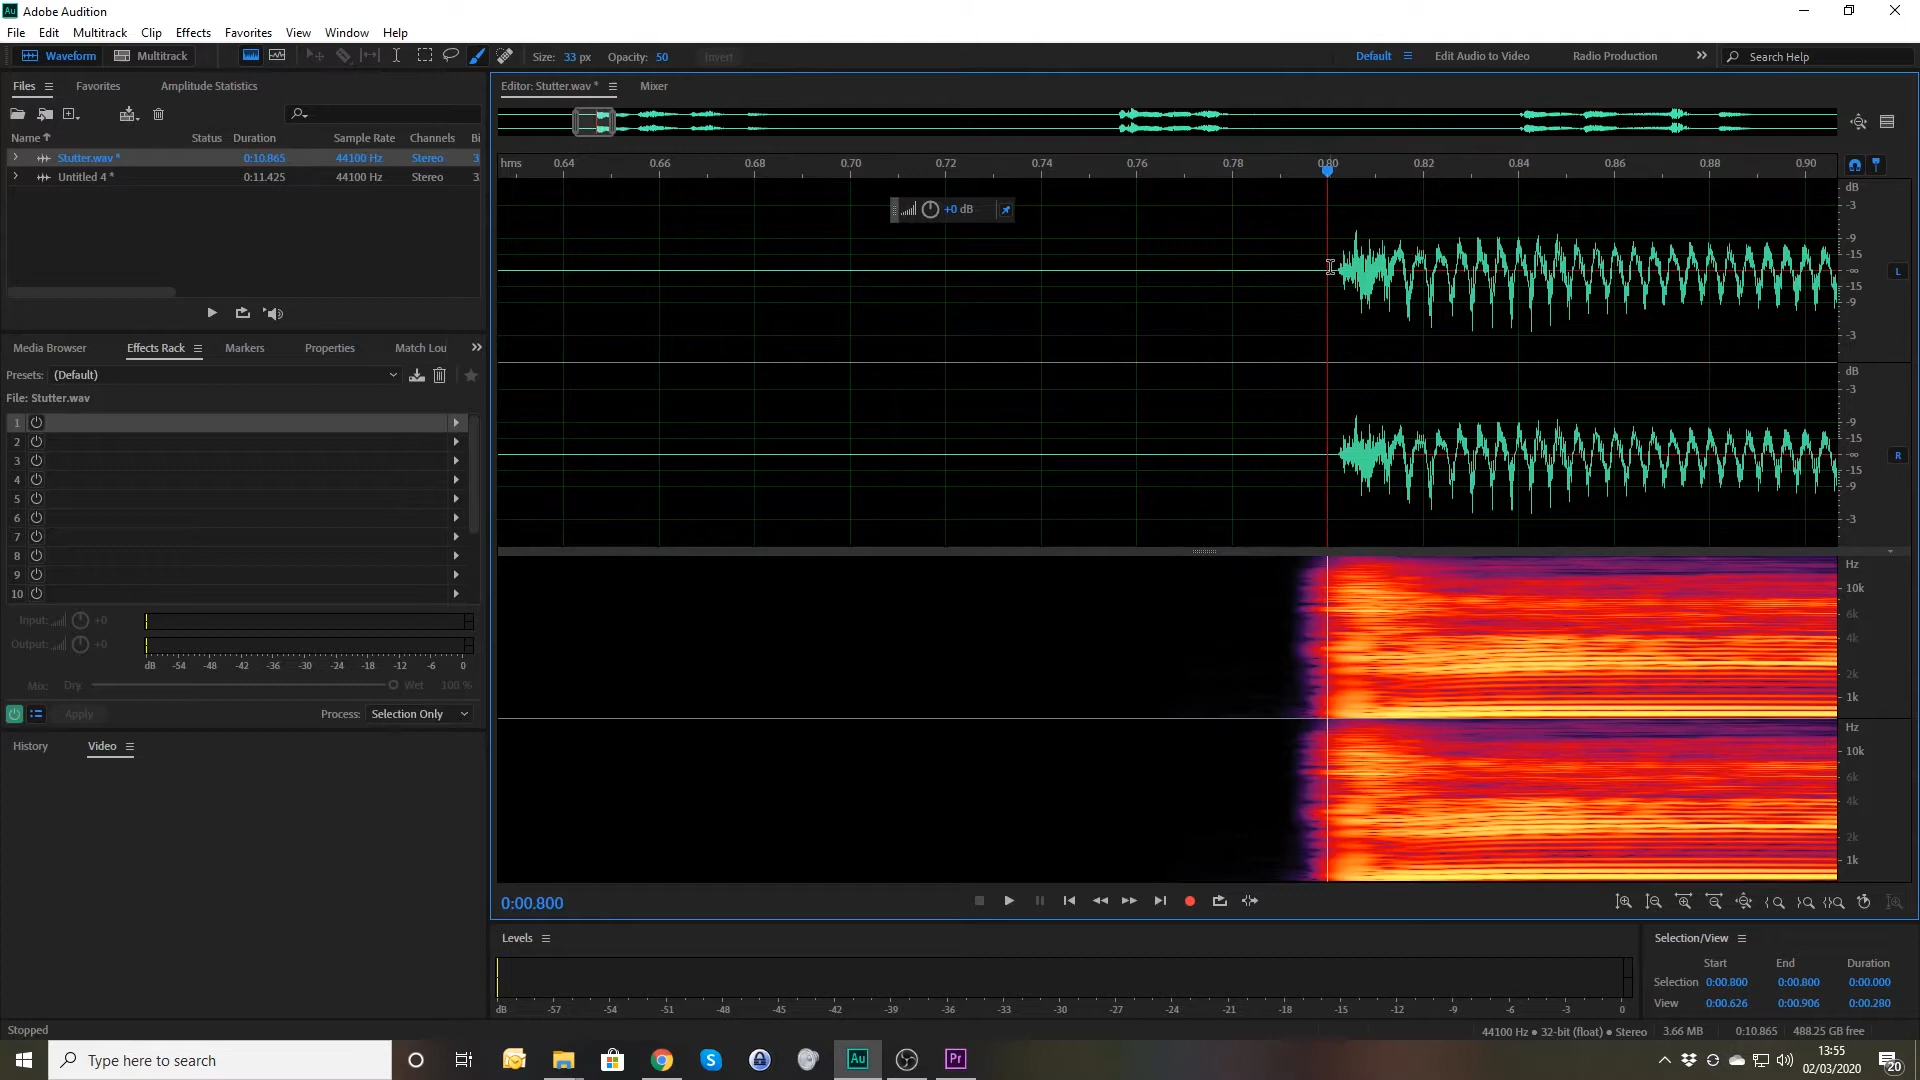 Au Adobe Audition
File Edit Multitrack Clip Effects Favorites View Window Help
Waveform Multitrack Size: 33 px Opacity: 50 Invert Default Edit Audio to Video Radio Production Search Help
Files Favorites Amplitude Statistics
Name Status Duration Sample Rate Channels Bi
Stutter.wav * 0:10.865 44100 Hz Stereo 3
Untitled 4 * 0:11.425 44100 Hz Stereo 3
Media Browser Effects Rack Markers Properties Match Lou
Presets: (Default)
File: Stutter.wav
1
2
3
4
5
6
7
8
9
10
Input: +0
Output: +0
dB -54 -48 -42 -36 -30 -24 -18 -12 -6 0
Mix: Dry Wet 100 %
Apply Process: Selection Only
History Video
Editor: Stutter.wav * Mixer
hms 0.64 0.66 0.68 0.70 0.72 0.74 0.76 0.78 0.80 0.82 0.84 0.86 0.88 0.90
+0 dB
dB
-3
-9
-15
-∞
-15
-9
-3
L
dB
-3
-9
-15
-∞
-15
-9
-3
R
Hz
10k
6k
4k
2k
1k
Hz
10k
6k
4k
2k
1k
0:00.800
Levels
dB -57 -54 -51 -48 -45 -42 -39 -36 -33 -30 -27 -24 -21 -18 -15 -12 -9 -6 -3 0
Selection/View
Start End Duration
Selection 0:00.800 0:00.800 0:00.000
View 0:00.626 0:00.906 0:00.280
Stopped 44100 Hz ● 32-bit (float) ● Stereo 3.66 MB 0:10.865 488.25 GB free
Type here to search Au Pr
13:55
02/03/2020
20